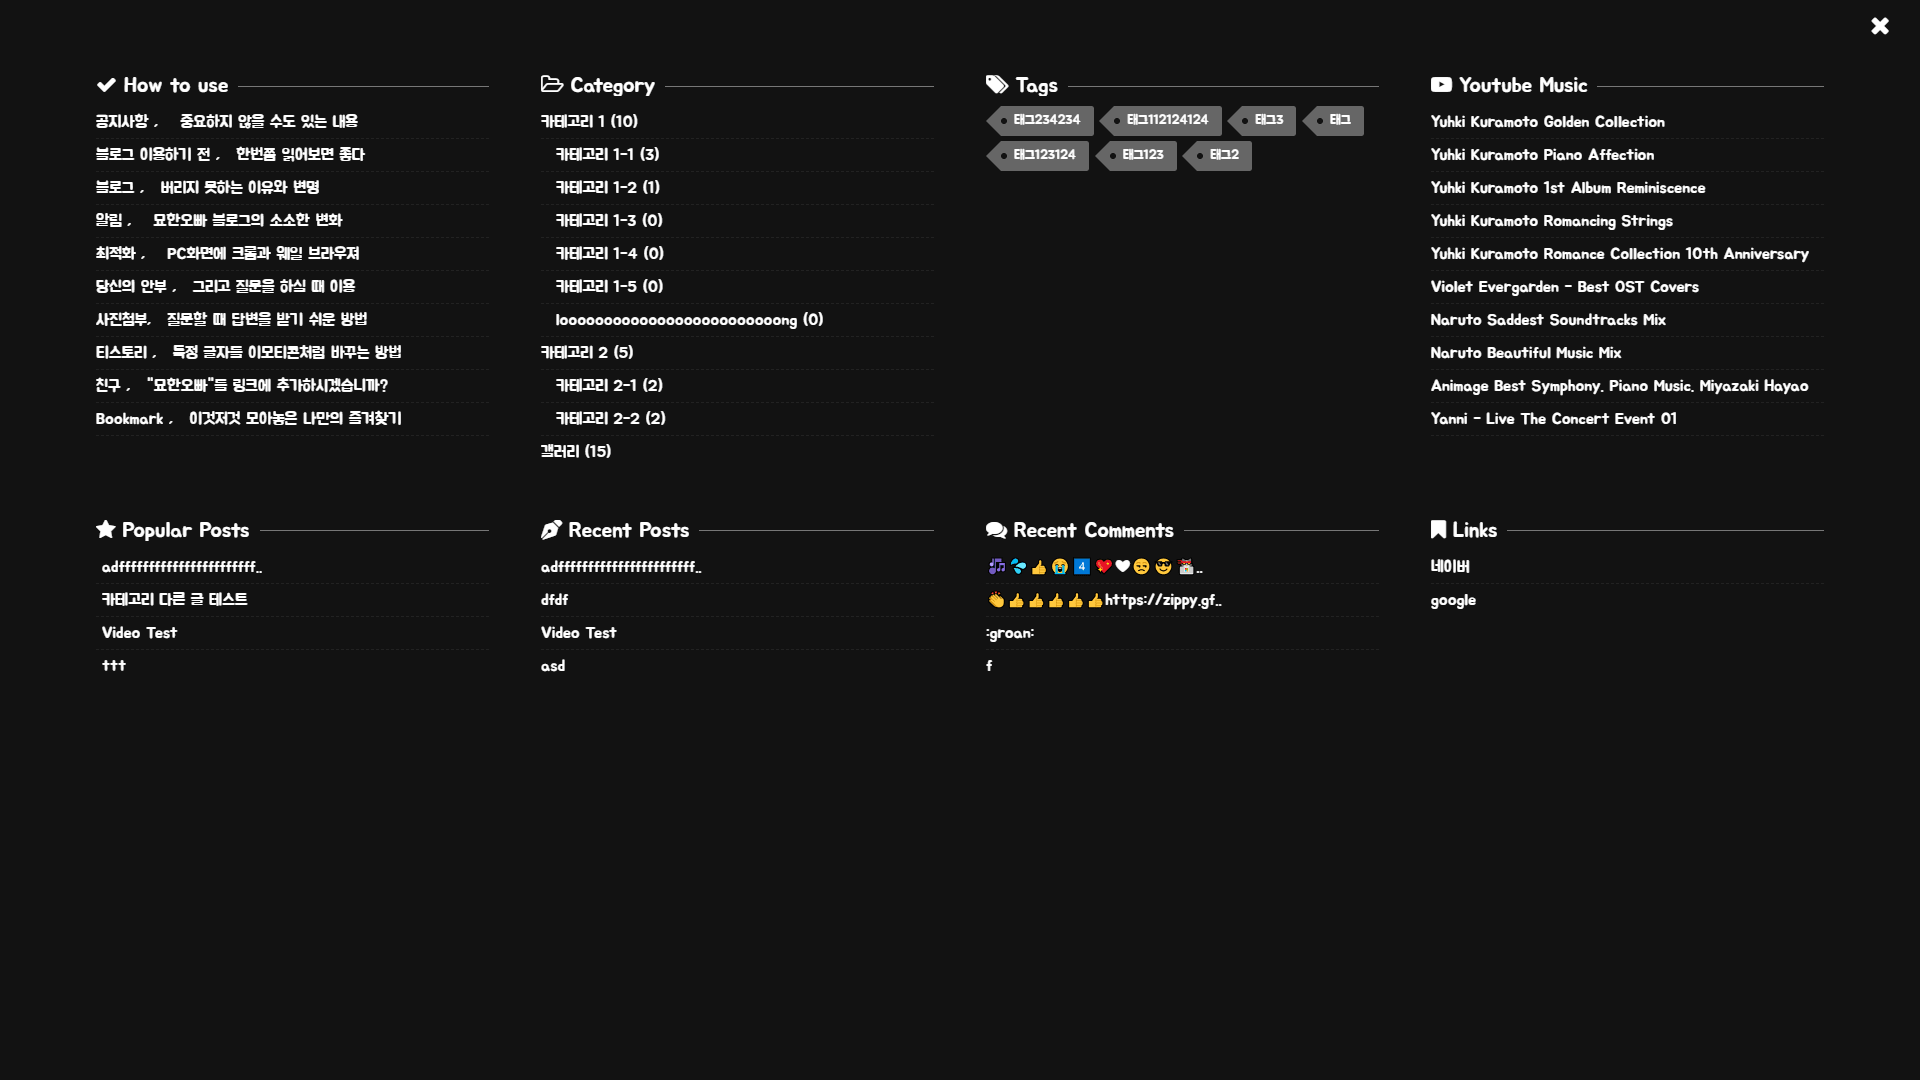 How to use
공지사항 , 중요하지 않을 수도 있는 내용
블로그 이용하기 전 , 한번쯤 읽어보면 좋다
블로그 , 버리지 못하는 이유와 변명
알림 , 묘한오빠 블로그의 소소한 변화
최적화 , PC화면에 크롬과 웨일 브라우져
당신의 안부 , 그리고 질문을 하실 때 이용
사진첨부, 질문할 때 답변을 받기 쉬운 방법
티스토리 , 특정 글자를 이모티콘처럼 바꾸는 방법
친구 , "묘한오빠"를 링크에 추가하시겠습니까?
Bookmark , 이것저것 모아놓은 나만의 즐겨찾기
Category
카테고리 1 (10)
카테고리 1-1 (3)
카테고리 1-2 (1)
카테고리 1-3 (0)
카테고리 1-4 (0)
카테고리 1-5 (0)
looooooooooooooooooooooooong (0)
카테고리 2 (5)
카테고리 2-1 (2)
카테고리 2-2 (2)
갤러리 (15)
Tags
태그234234 태그112124124 태그3 태그
태그123124 태그123 태그2
Youtube Music
Yuhki Kuramoto Golden Collection
Yuhki Kuramoto Piano Affection
Yuhki Kuramoto 1st Album Reminiscence
Yuhki Kuramoto Romancing Strings
Yuhki Kuramoto Romance Collection 10th Anniversary
Violet Evergarden - Best OST Covers
Naruto Saddest Soundtracks Mix
Naruto Beautiful Music Mix
Animage Best Symphony, Piano Music, Miyazaki Hayao
Yanni - Live The Concert Event 01
Popular Posts
adfffffffffffffffffffffff..
카테고리 다른 글 테스트
Video Test
ttt
Recent Posts
adfffffffffffffffffffffff..
dfdf
Video Test
asd
Recent Comments
🎶💦👍😭4️⃣💖🤍😒😎💒..
👏👍👍👍👍👍https://zippy.gf..
:groan:
f
Links
네이버
google